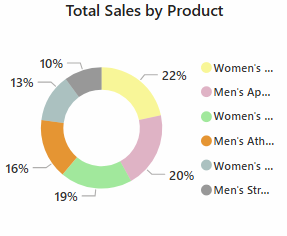 Total Sales by Product
10%
22%
13%
16%
20%
19%
Women's ...
Men's Ap...
Women's ...
Men's Ath...
Women's ...
Men's Str...